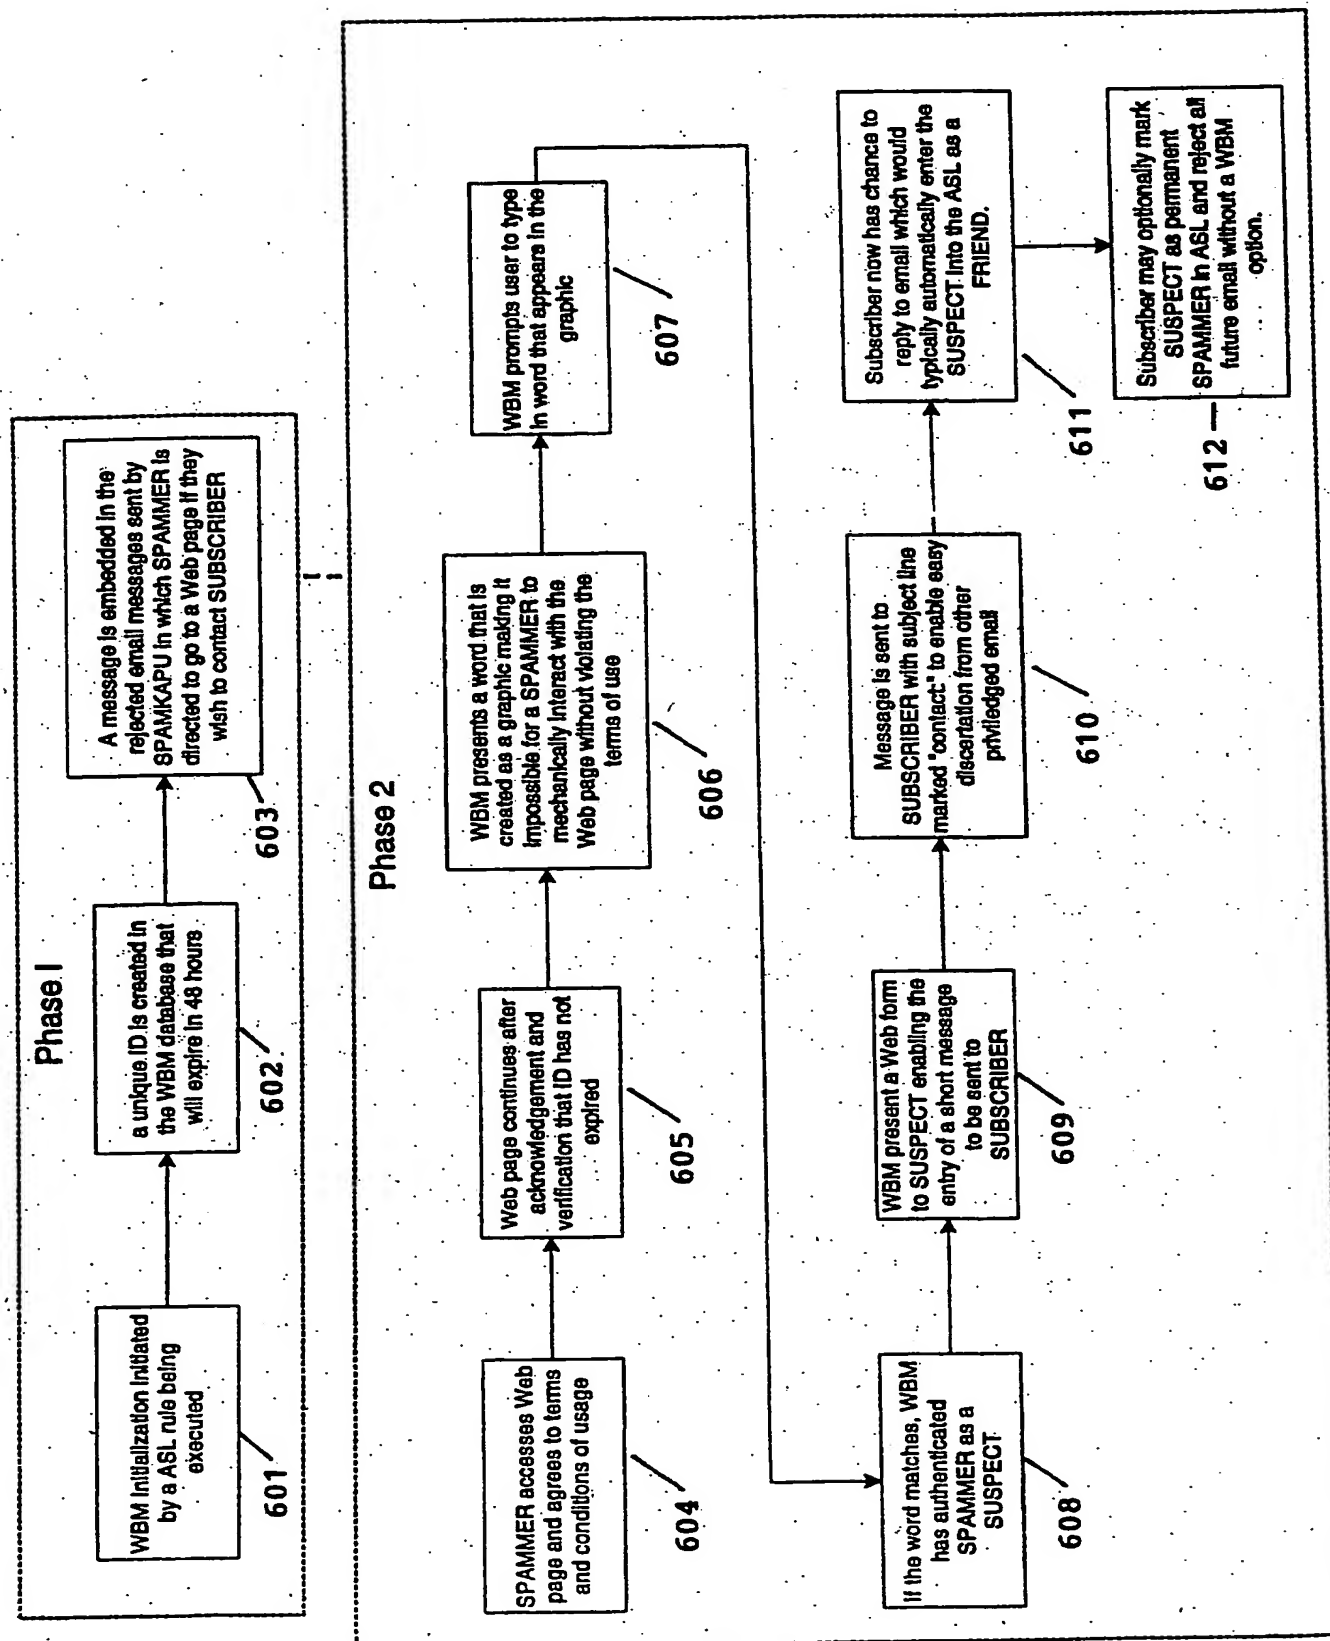 Phase I
WBM Initialization Initiated
by a ASL rule being
executed
601
a unique ID is created in
the WBM database that
will expire in 48 hours
602
A message is embedded in the
rejected email messages sent by
SPAMKAPU in which SPAMMER is
directed to go to a Web page if they
wish to contact SUBSCRIBER
603
Phase 2
SPAMMER accesses Web
page and agrees to terms
and conditions of usage
604
Web page continues after
acknowledgement and
verification that ID has not
expired
605
WBM presents a word that is
created as a graphic making it
impossible for a SPAMMER to
mechanically interact with the
Web page without violating the
terms of use
606
WBM prompts user to type
in word that appears in the
graphic
607
If the word matches, WBM
has authenticated
SPAMMER as a
SUSPECT
608
WBM present a Web form
to SUSPECT enabling the
entry of a short message
to be sent to
SUBSCRIBER
609
Message is sent to
SUBSCRIBER with subject line
marked "contact:" to enable easy
discertation from other
priviledged email
610
Subscriber now has chance to
reply to email which would
typically automatically enter the
SUSPECT into the ASL as a
FRIEND.
611
Subscriber may optionally mark
SUSPECT as permanent
SPAMMER in ASL and reject all
future email without a WBM
option.
612